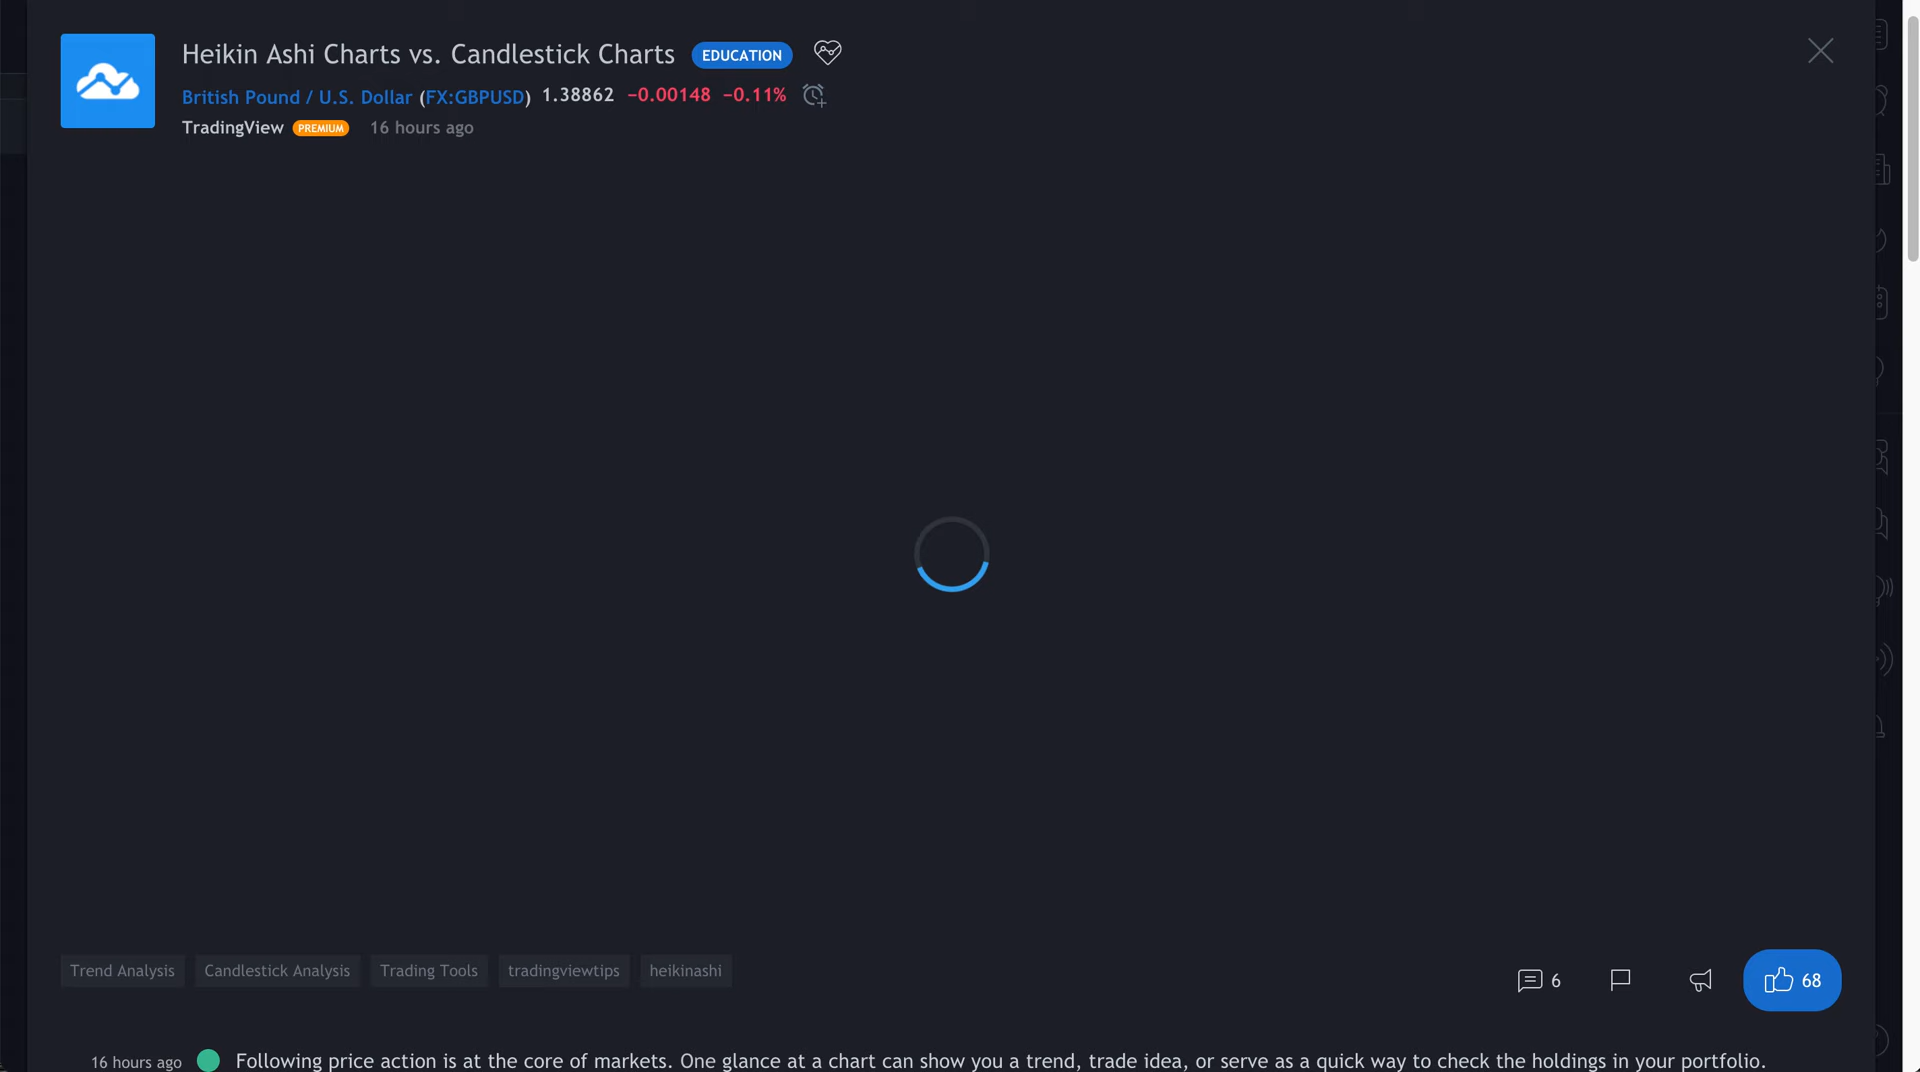 Heikin Ashi Charts vs. Candlestick Charts EDUCATION
British Pound / U.S. Dollar (FX:GBPUSD) 1.38862 −0.00148 −0.11%
TradingView PREMIUM 16 hours ago
Trend Analysis Candlestick Analysis Trading Tools tradingviewtips heikinashi
6 68
16 hours ago Following price action is at the core of markets. One glance at a chart can show you a trend, trade idea, or serve as a quick way to check the holdings in your portfolio.